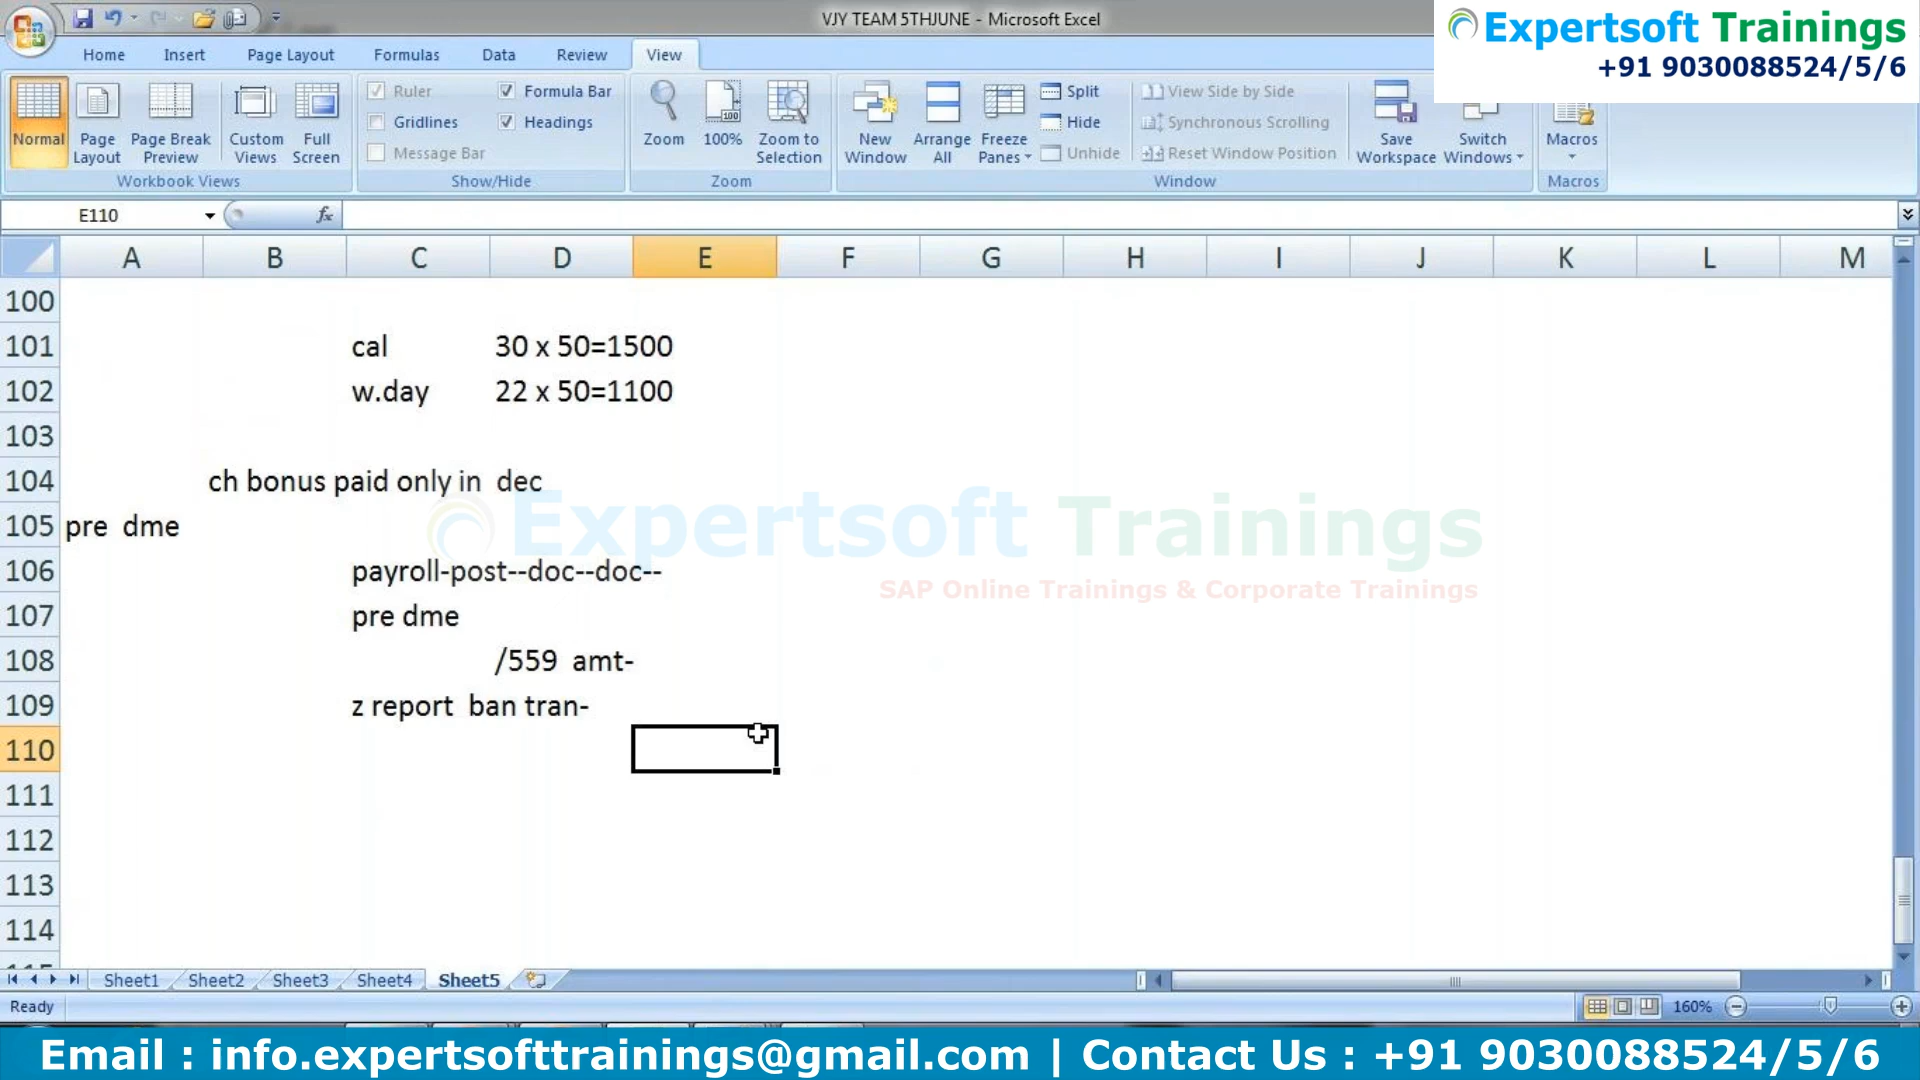 VJY TEAM 5THJUNE - Microsoft Excel
Expertsoft Trainings
+91 9030088524/5/6
Home Insert Page Layout Formulas Data Review View
Normal Page Layout Page Break Preview Custom Views Full Screen
Workbook Views
Ruler Formula Bar
Gridlines Headings
Message Bar
Show/Hide
Zoom 100% Zoom to Selection
Zoom
New Window Arrange All Freeze Panes
Split
Hide
Unhide
View Side by Side
Synchronous Scrolling
Reset Window Position
Save Workspace Switch Windows
Window
Macros
Macros
E110 fx
A B C D E F G H I J K L M
100
101 cal 30 x 50=1500
102 w.day 22 x 50=1100
103
104 ch bonus paid only in dec
105 pre dme
Expertsoft Trainings
106 payroll-post--doc--doc--
SAP Online Trainings & Corporate Trainings
107 pre dme
108 /559 amt-
109 z report ban tran-
110
111
112
113
114
Sheet1 Sheet2 Sheet3 Sheet4 Sheet5
Ready 160%
Email : info.expertsofttrainings@gmail.com | Contact Us : +91 9030088524/5/6